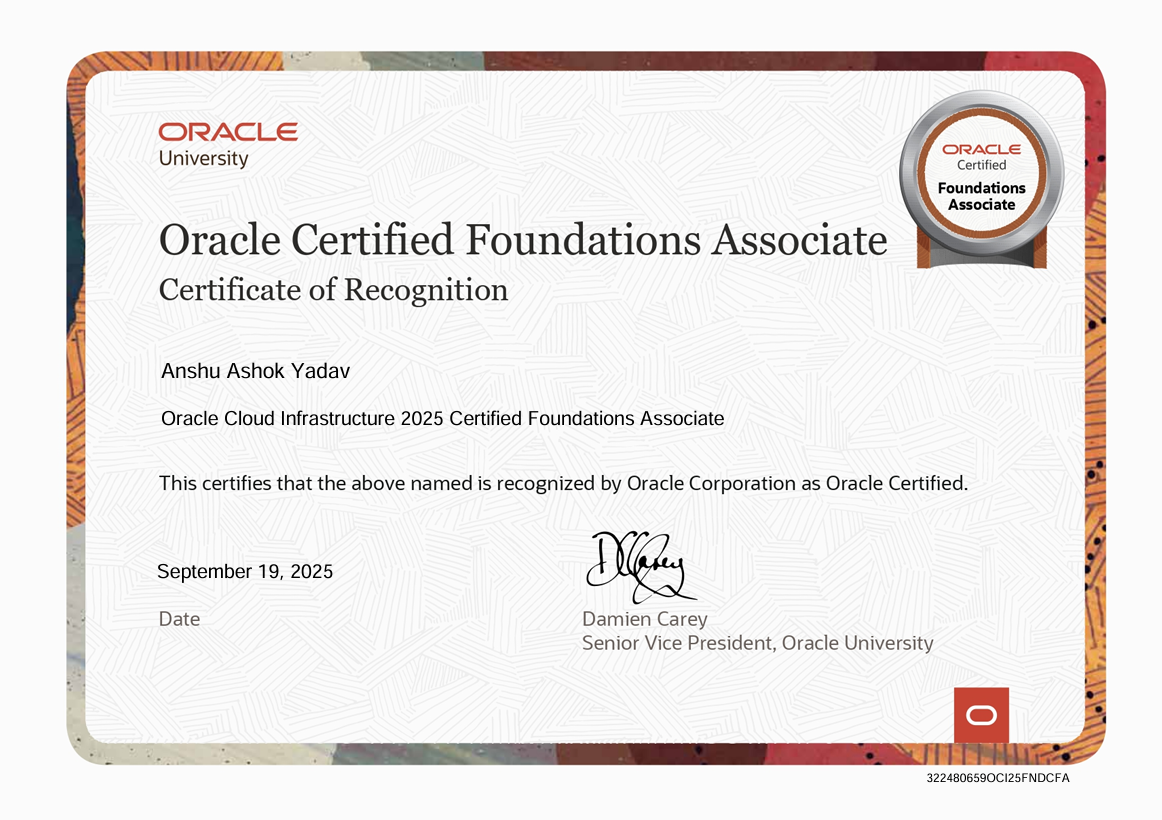 ORACLE
University
ORACLE
Certified
Foundations
Associate
Oracle Certified Foundations Associate
Certificate of Recognition
Anshu Ashok Yadav
Oracle Cloud Infrastructure 2025 Certified Foundations Associate
This certifies that the above named is recognized by Oracle Corporation as Oracle Certified.
DCarey
September 19, 2025
Date
Damien Carey
Senior Vice President, Oracle University
322480659OCI25FNDCFA